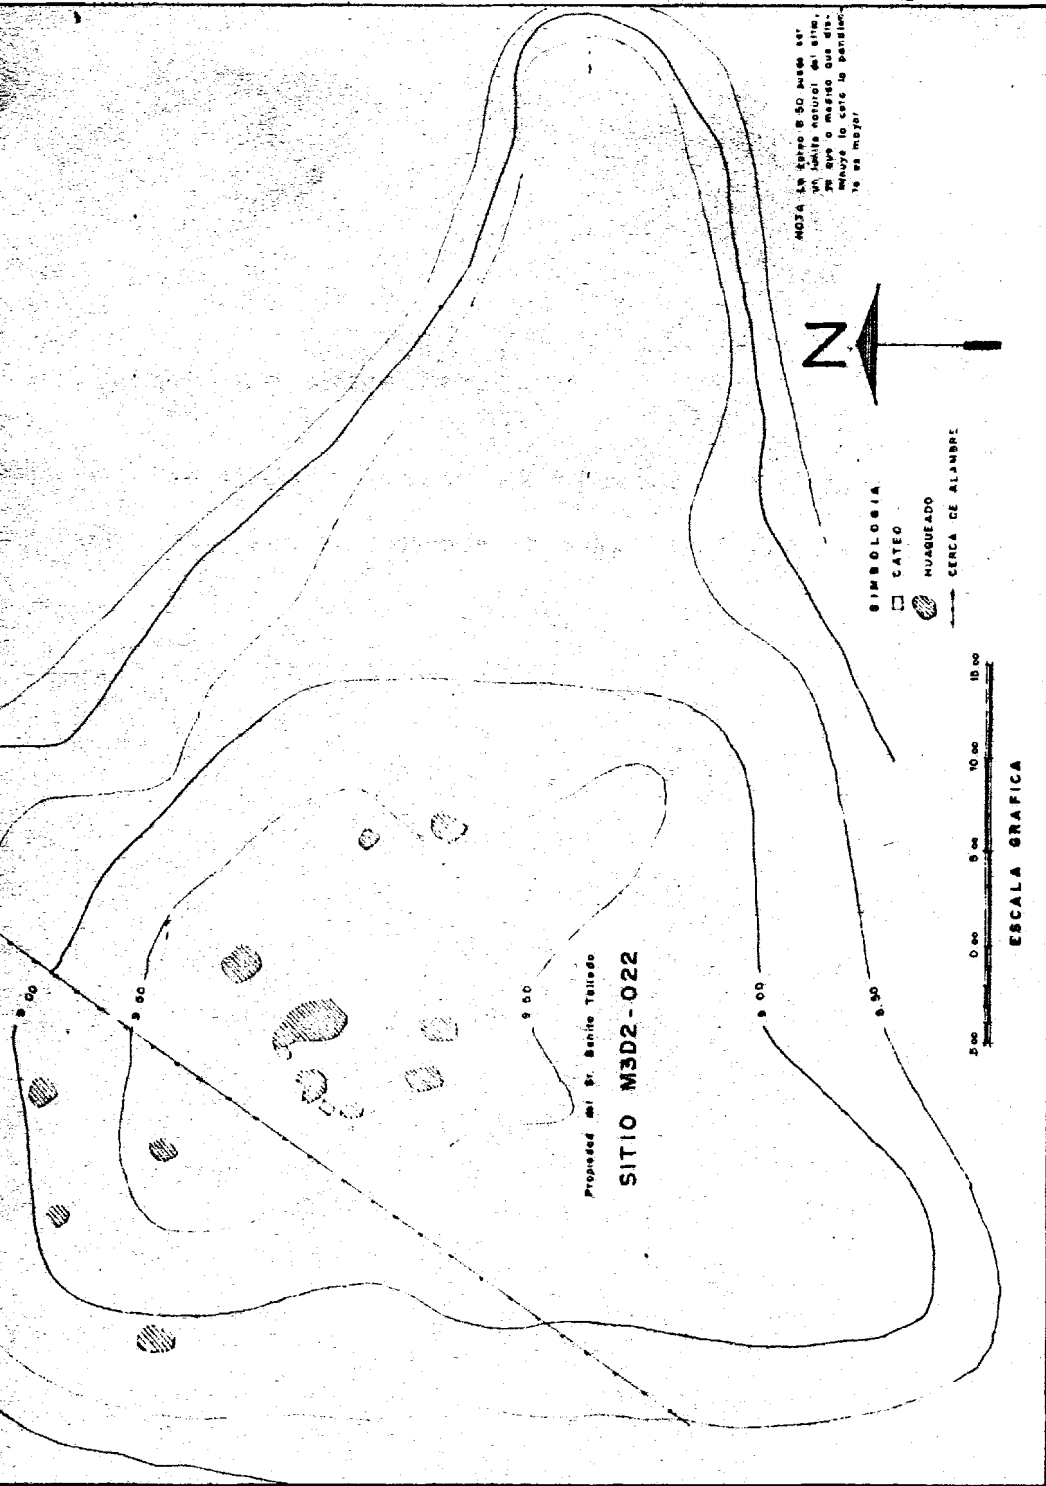 NOTA La curva 8.50 puede ser
un limite natural del sitio,
ya que a medida que dis-
minuye la cota la pendien-
te es mayor
N
SIMBOLOGIA
CATEO
HUAQUEADO
CERCA DE ALAMBRE
9.00
9.50
9.50
9.00
8.50
Propiedad del Sr. Benito Tallado
SITIO M3D2-022
5.00 0.00 5.00 10.00 15.00
ESCALA GRAFICA